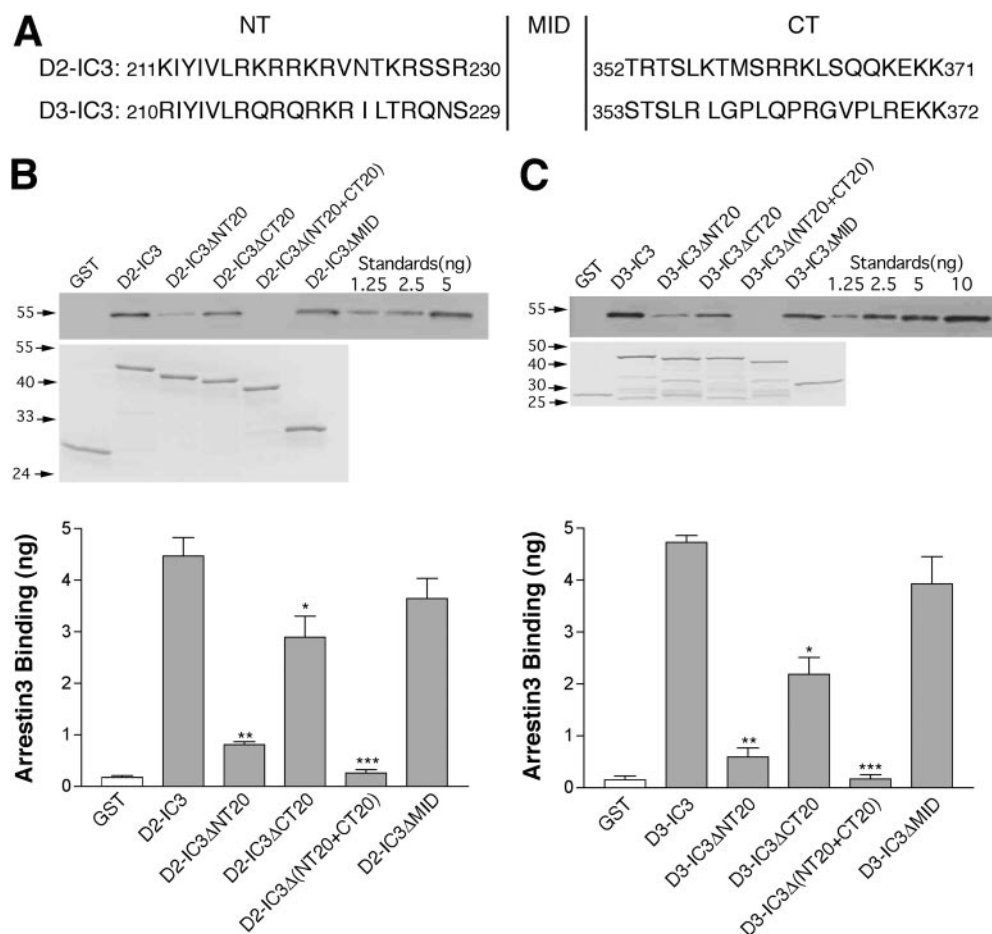 A NT MID CT
D2-IC3: 211KIYIVLRKRRKRVNTKRSSR230 352TRTSLKTMSRRKLSQQKEKK371
D3-IC3: 210RIYIVLRQRQRKR I LTRQNS229 353STSLR LGPLQPRGVPLREKK372
B
GST
D2-IC3
D2-IC3ΔNT20
D2-IC3ΔCT20
D2-IC3Δ(NT20+CT20)
D2-IC3ΔMID
Standards(ng)
1.25 2.5 5
55
55
40
33
24
Arrestin3 Binding (ng)
5
4
3
2
1
0
**
*
***
GST
D2-IC3
D2-IC3ΔNT20
D2-IC3ΔCT20
D2-IC3Δ(NT20+CT20)
D2-IC3ΔMID
C
GST
D3-IC3
D3-IC3ΔNT20
D3-IC3ΔCT20
D3-IC3Δ(NT20+CT20)
D3-IC3ΔMID
Standards(ng)
1.25 2.5 5 10
55
50
40
30
25
Arrestin3 Binding (ng)
5
4
3
2
1
0
**
*
***
GST
D3-IC3
D3-IC3ΔNT20
D3-IC3ΔCT20
D3-IC3Δ(NT20+CT20)
D3-IC3ΔMID